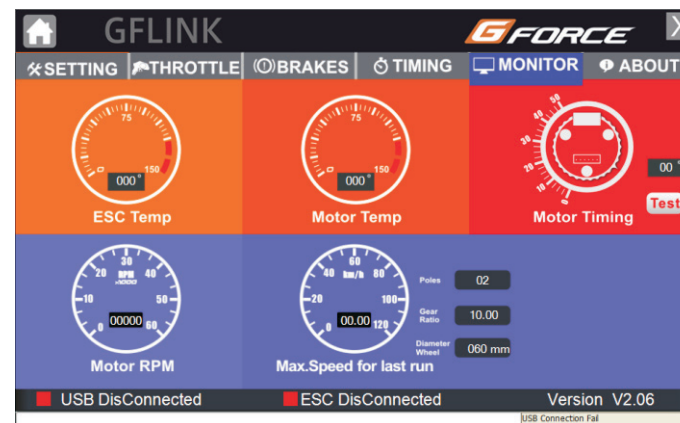 GFLINK
GFORCE
X
SETTING THROTTLE BRAKES TIMING MONITOR ABOUT
75
0 150
000°
ESC Temp
75
0 150
000°
Motor Temp
50
40
30
20
10
0
00 °
Test
Motor Timing
30
20 RPM 40
x1000
10 50
0 00000 60
Motor RPM
60
40 km/h 80
20 100
0 00.00 120
Max.Speed for last run
Poles 02
Gear Ratio 10.00
Diameter Wheel 060 mm
USB DisConnected ESC DisConnected Version V2.06
USB Connection Fail